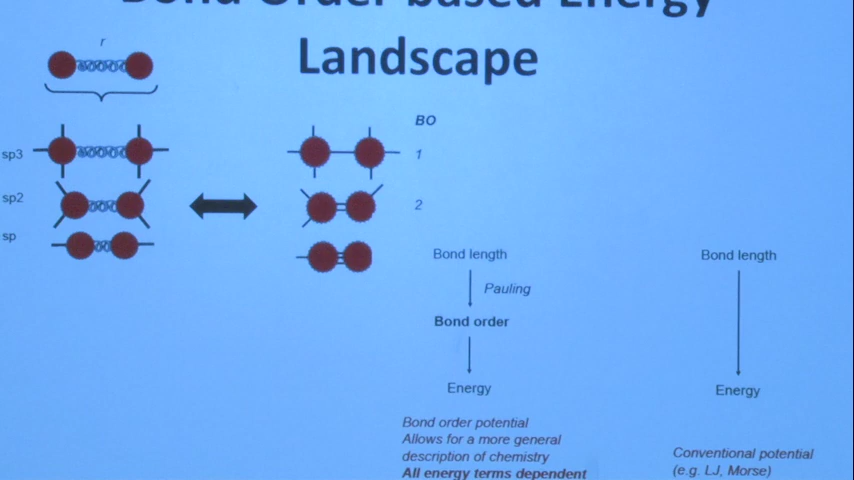 Bond Order based Energy
Landscape
r
BO
sp3
1
sp2
2
sp
Bond length
Pauling
Bond order
Energy
Bond order potential
Allows for a more general
description of chemistry
All energy terms dependent
Bond length
Energy
Conventional potential
(e.g. LJ, Morse)